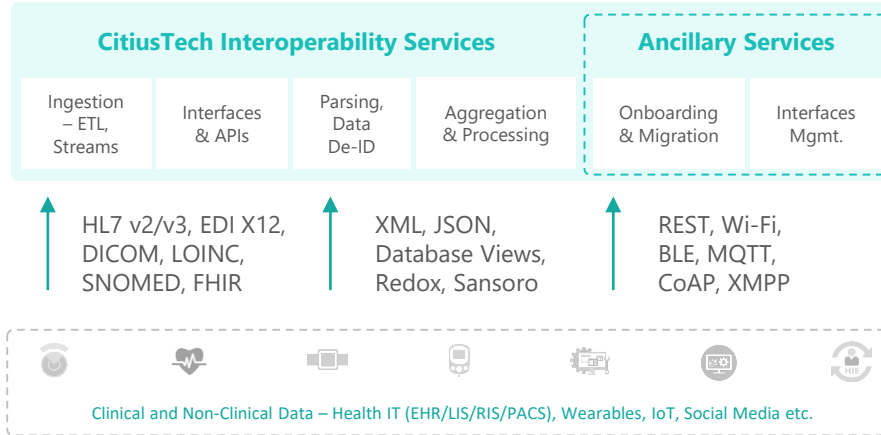 CitiusTech Interoperability Services
Ancillary Services
Ingestion
– ETL,
Streams
Interfaces
& APIs
Parsing,
Data
De-ID
Aggregation
& Processing
Onboarding
& Migration
Interfaces
Mgmt.
HL7 v2/v3, EDI X12,
DICOM, LOINC,
SNOMED, FHIR
XML, JSON,
Database Views,
Redox, Sansoro
REST, Wi-Fi,
BLE, MQTT,
CoAP, XMPP
HIE
Clinical and Non-Clinical Data – Health IT (EHR/LIS/RIS/PACS), Wearables, IoT, Social Media etc.